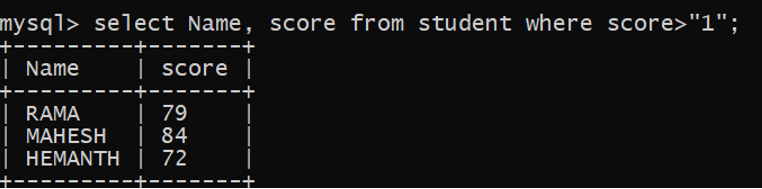 mysql> select Name, score from student where score>"1";
+---------+-------+
| Name    | score |
+---------+-------+
| RAMA    | 79    |
| MAHESH  | 84    |
| HEMANTH | 72    |
+---------+-------+